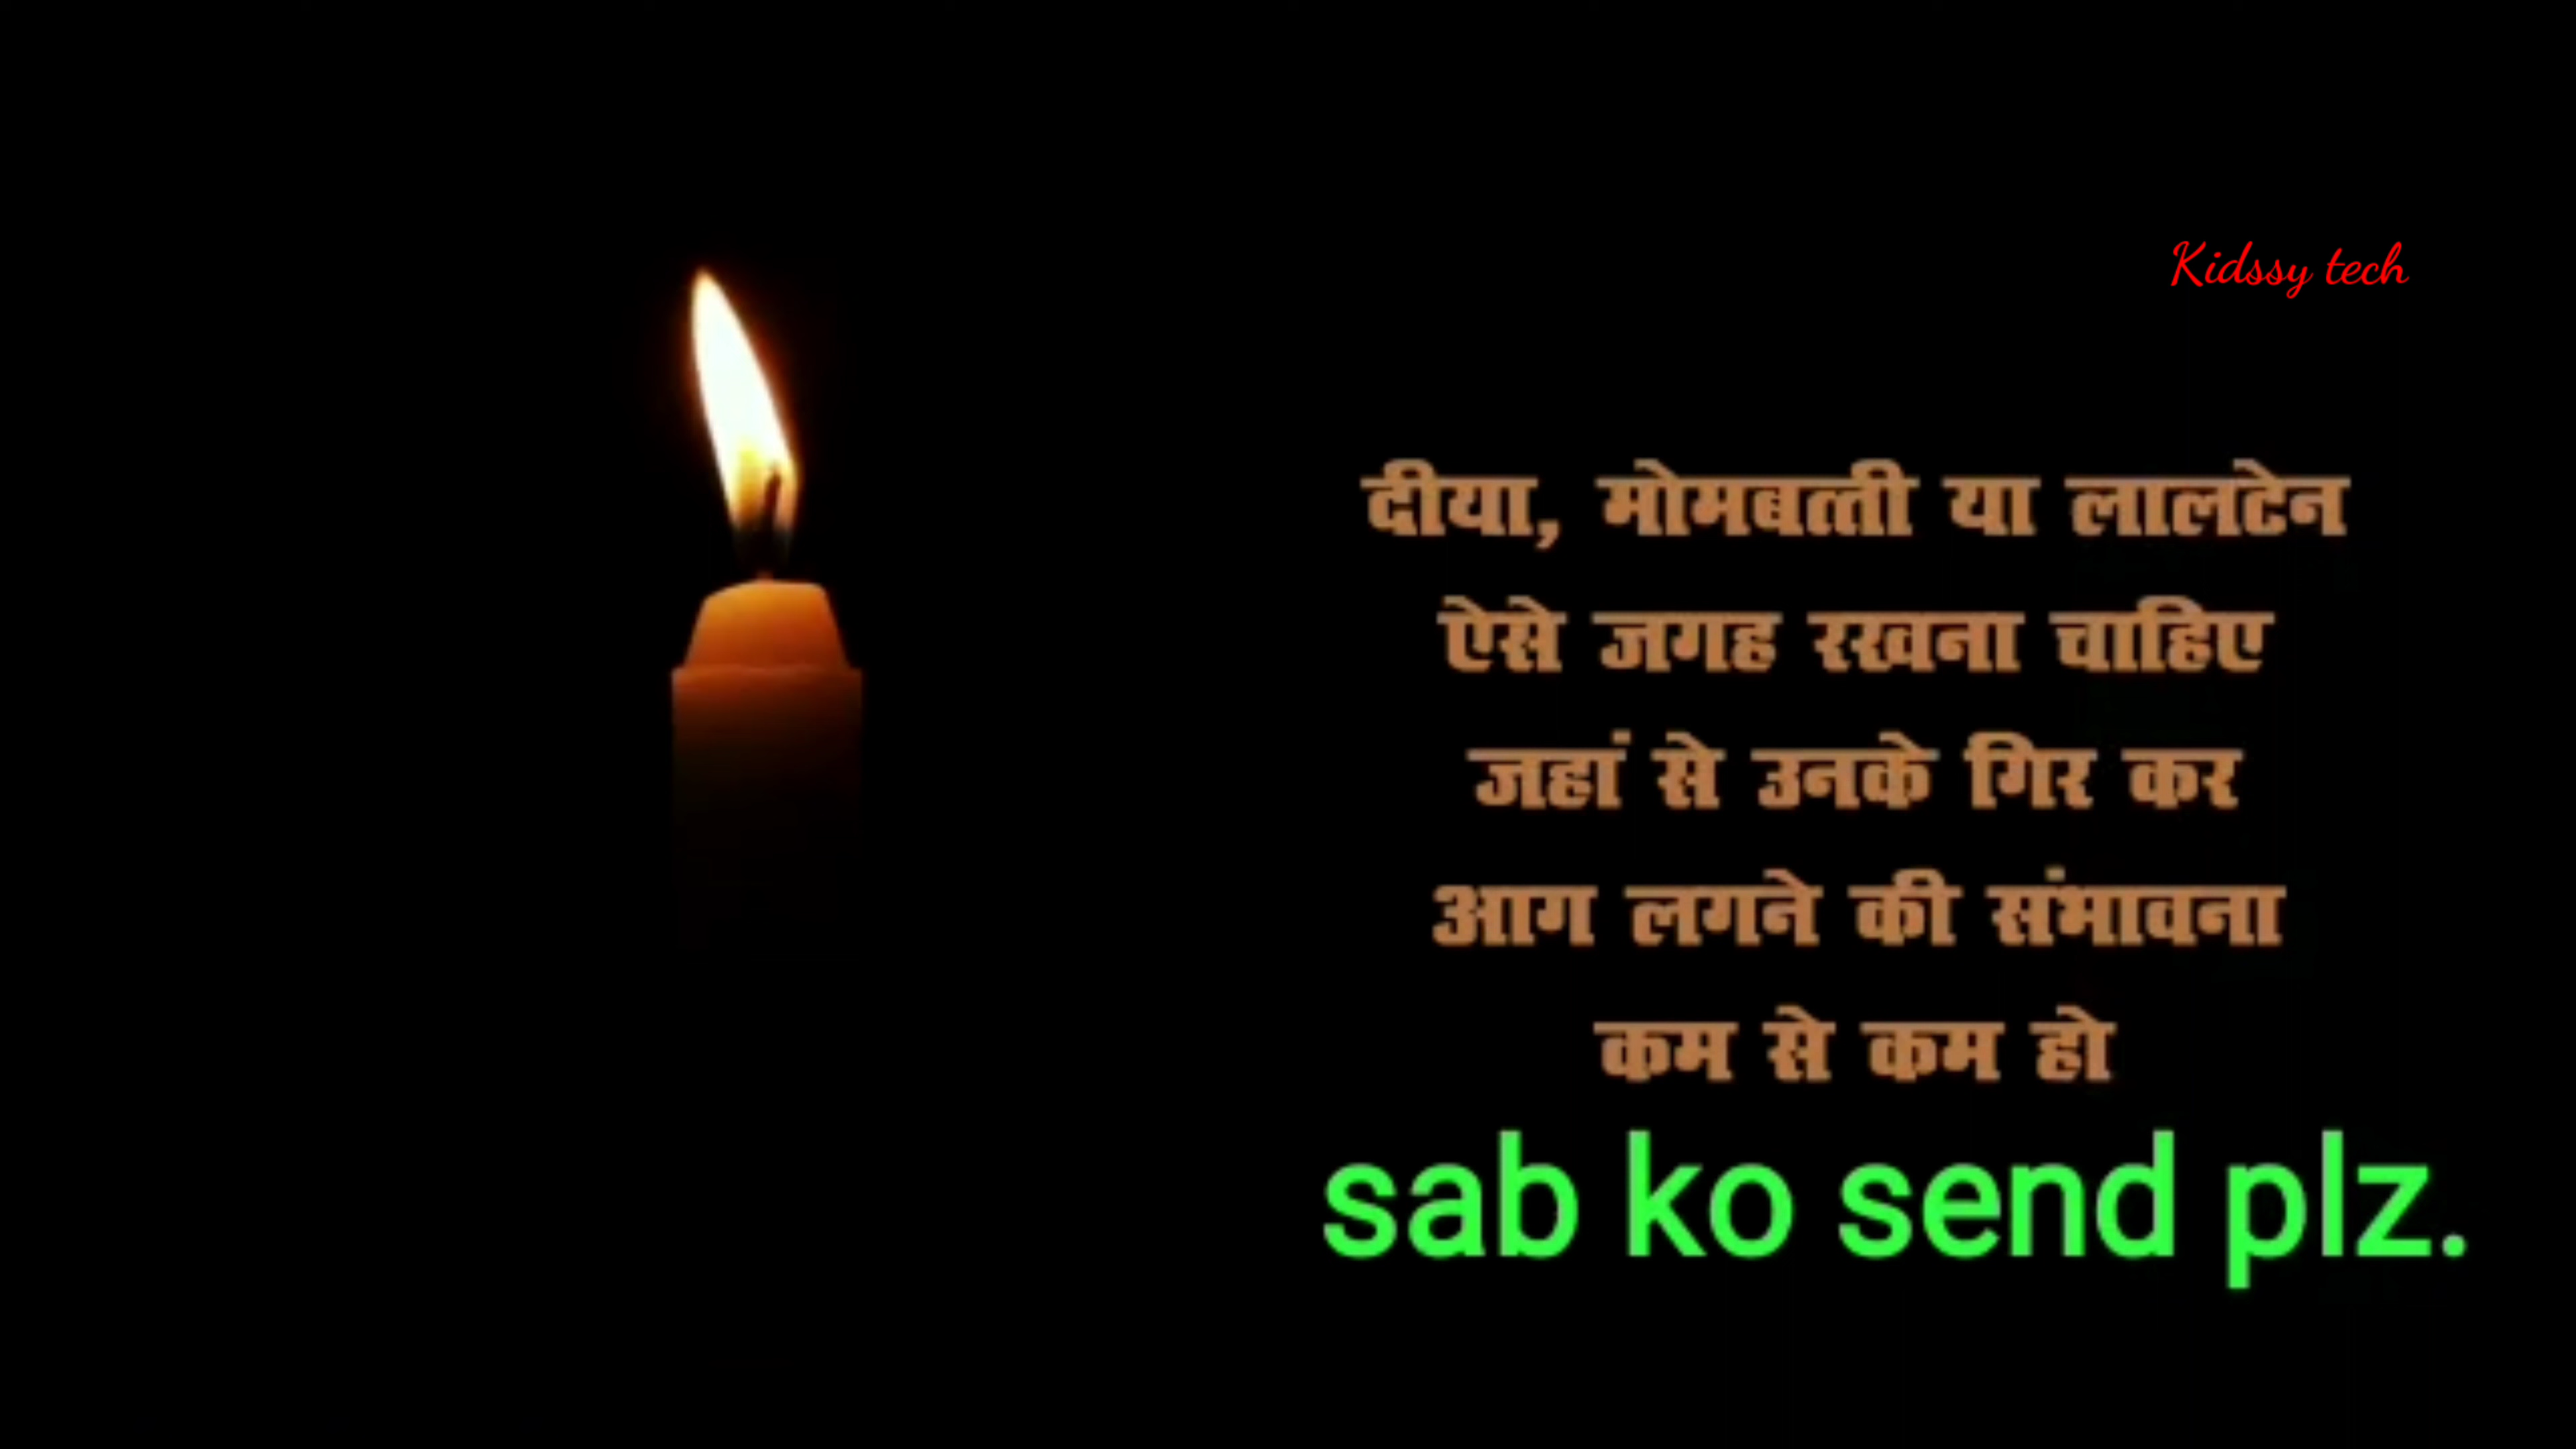 Kidssy tech
दीया, मोमबत्ती या लालटेन
ऐसे जगह रखना चाहिए
जहां से उनके गिर कर
आग लगने की संभावना
कम से कम हो
sab ko send plz.